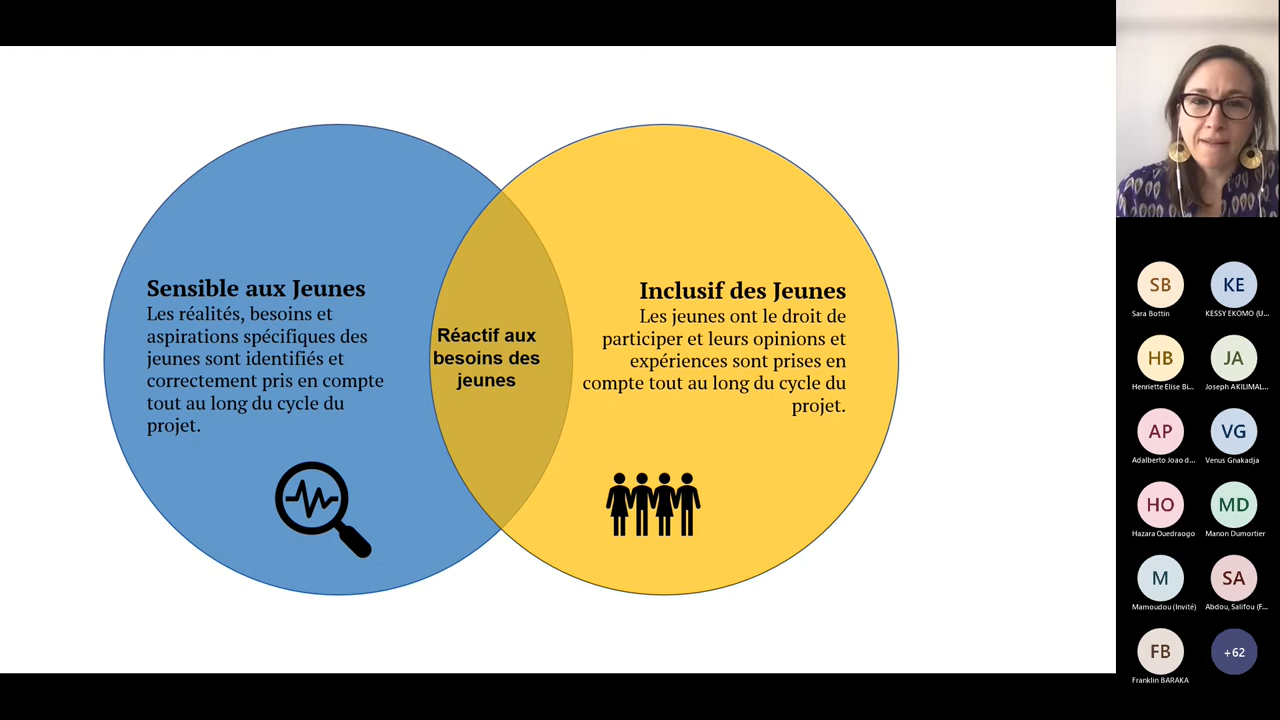 Sensible aux Jeunes
Les réalités, besoins et
aspirations spécifiques des
jeunes sont identifiés et
correctement pris en compte
tout au long du cycle du
projet.
Réactif aux
besoins des
jeunes
Inclusif des Jeunes
Les jeunes ont le droit de
participer et leurs opinions et
expériences sont prises en
compte tout au long du cycle du
projet.
SB
Sara Bottin
KE
KESSY EKOMO (U...
HB
Henriette Elise Bi...
JA
Joseph AKILIMAL...
AP
Adalberto Joao d...
VG
Venus Gnakadja
HO
Hazara Ouedraogo
MD
Manon Dumortier
M
Mamoudou (Invité)
SA
Abdou, Salifou (F...
FB
Franklin BARAKA
+62